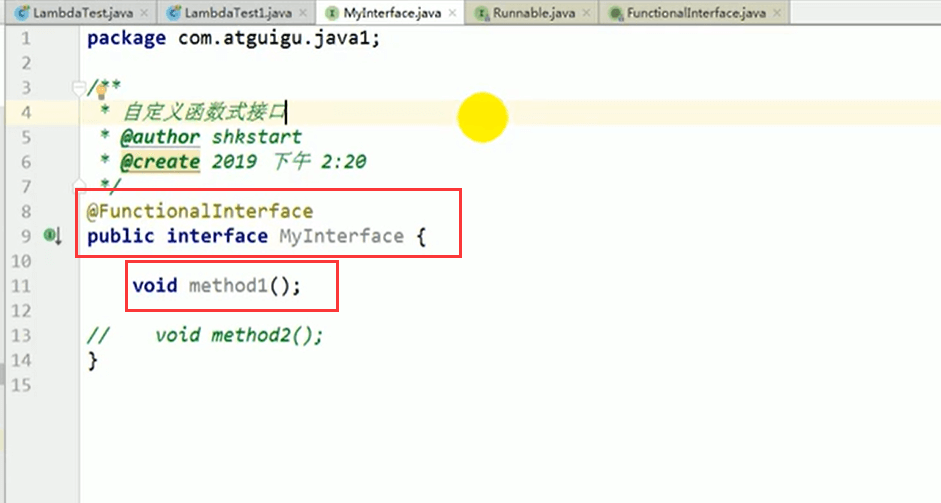 LambdaTest.java × LambdaTest1.java × MyInterface.java × Runnable.java × FunctionalInterface.java ×
1 package com.atguigu.java1;
2
3 /**
4 * 自定义函数式接口
5 * @author shkstart
6 * @create 2019 下午 2:20
7 */
8 @FunctionalInterface
9 public interface MyInterface {
10
11 void method1();
12
13 // void method2();
14 }
15